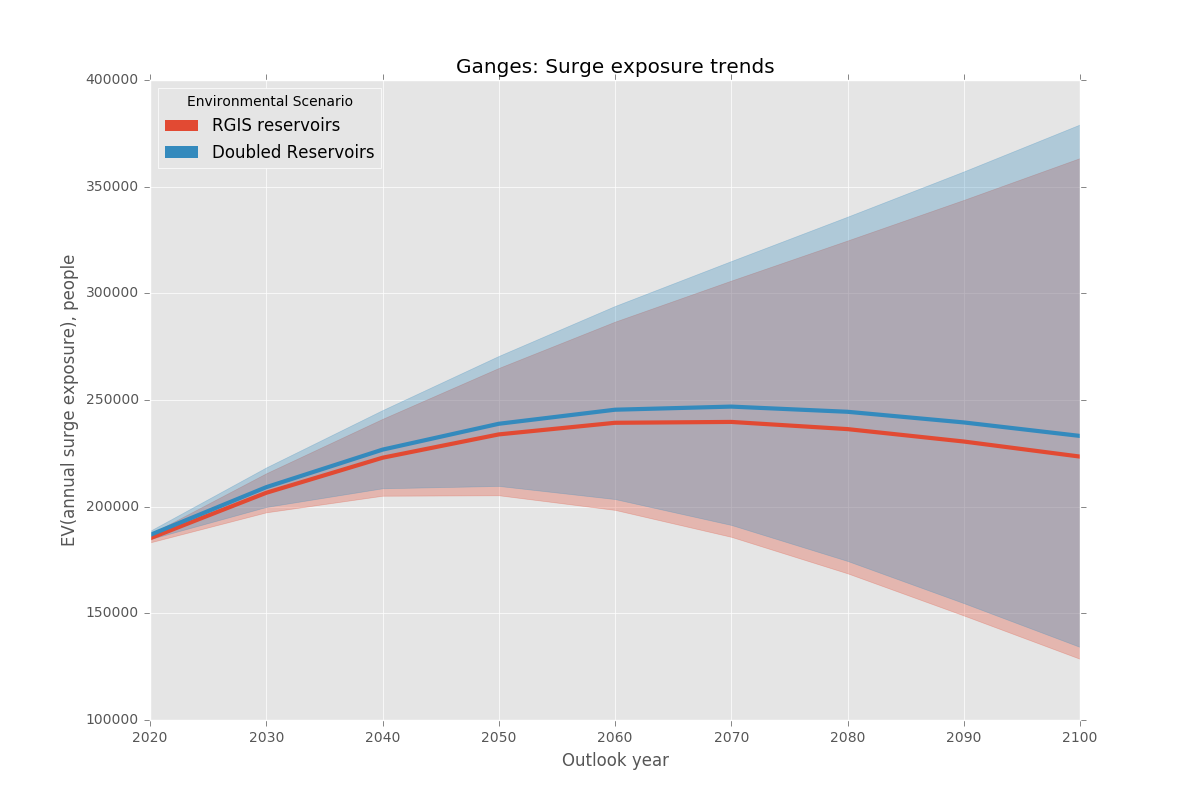 Ganges: Surge exposure trends
Environmental Scenario
RGIS reservoirs
Doubled Reservoirs
EV(annual surge exposure), people
400000
350000
300000
250000
200000
150000
100000
2020 2030 2040 2050 2060 2070 2080 2090 2100
Outlook year